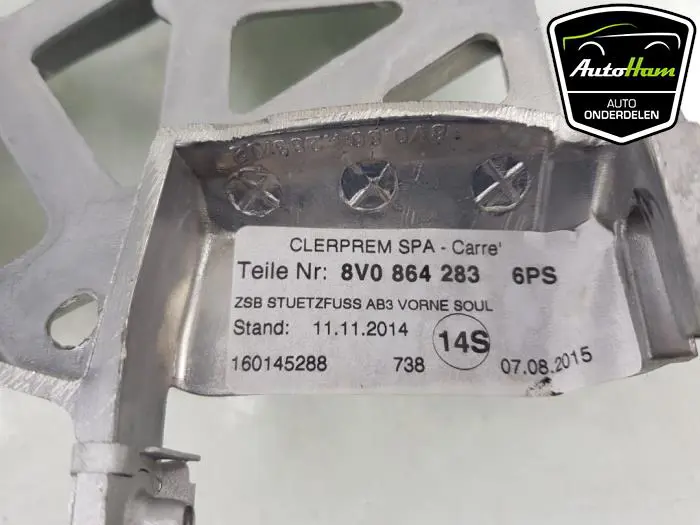 AutoHam
AUTO
ONDERDELEN
CLERPREM SPA - Carre'
Teile Nr: 8V0 864 283 6PS
ZSB STUETZFUSS AB3 VORNE SOUL
Stand: 11.11.2014 14S
160145288 738 07.08.2015